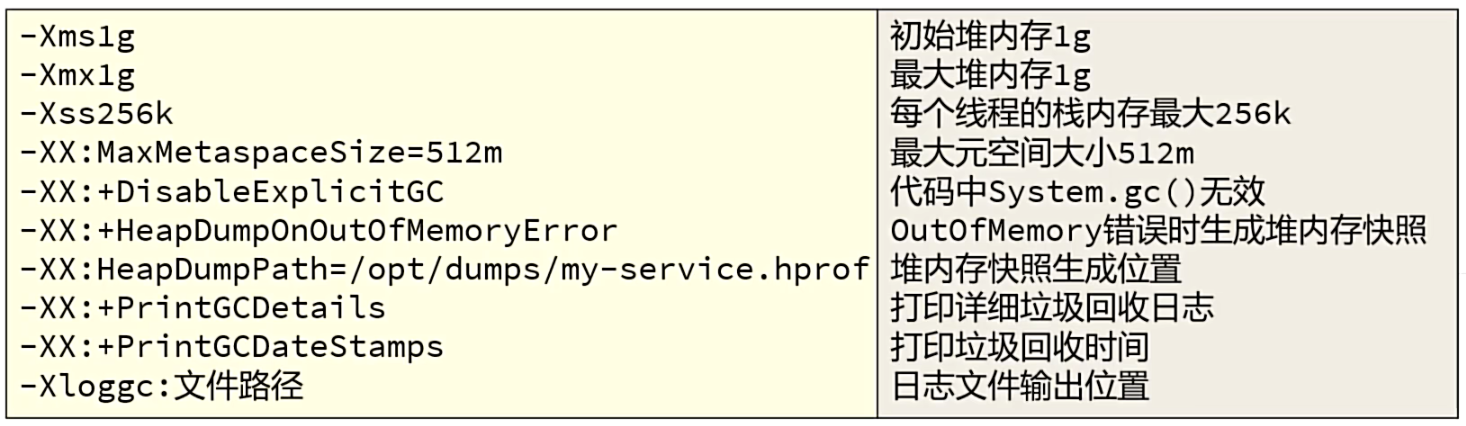 -Xms1g 初始堆内存1g
-Xmx1g 最大堆内存1g
-Xss256k 每个线程的栈内存最大256k
-XX:MaxMetaspaceSize=512m 最大元空间大小512m
-XX:+DisableExplicitGC 代码中System.gc()无效
-XX:+HeapDumpOnOutOfMemoryError OutOfMemory错误时生成堆内存快照
-XX:HeapDumpPath=/opt/dumps/my-service.hprof 堆内存快照生成位置
-XX:+PrintGCDetails 打印详细垃圾回收日志
-XX:+PrintGCDateStamps 打印垃圾回收时间
-Xloggc:文件路径 日志文件输出位置